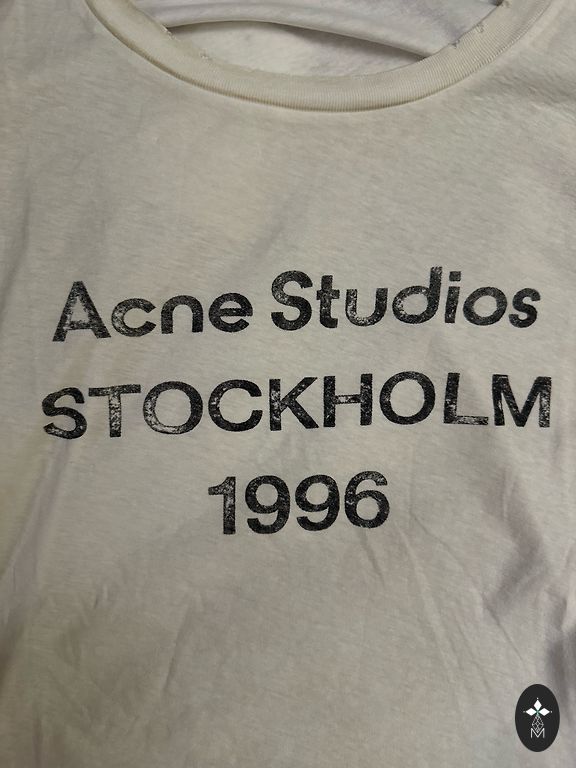 Acne Studios
STOCKHOLM
1996
M